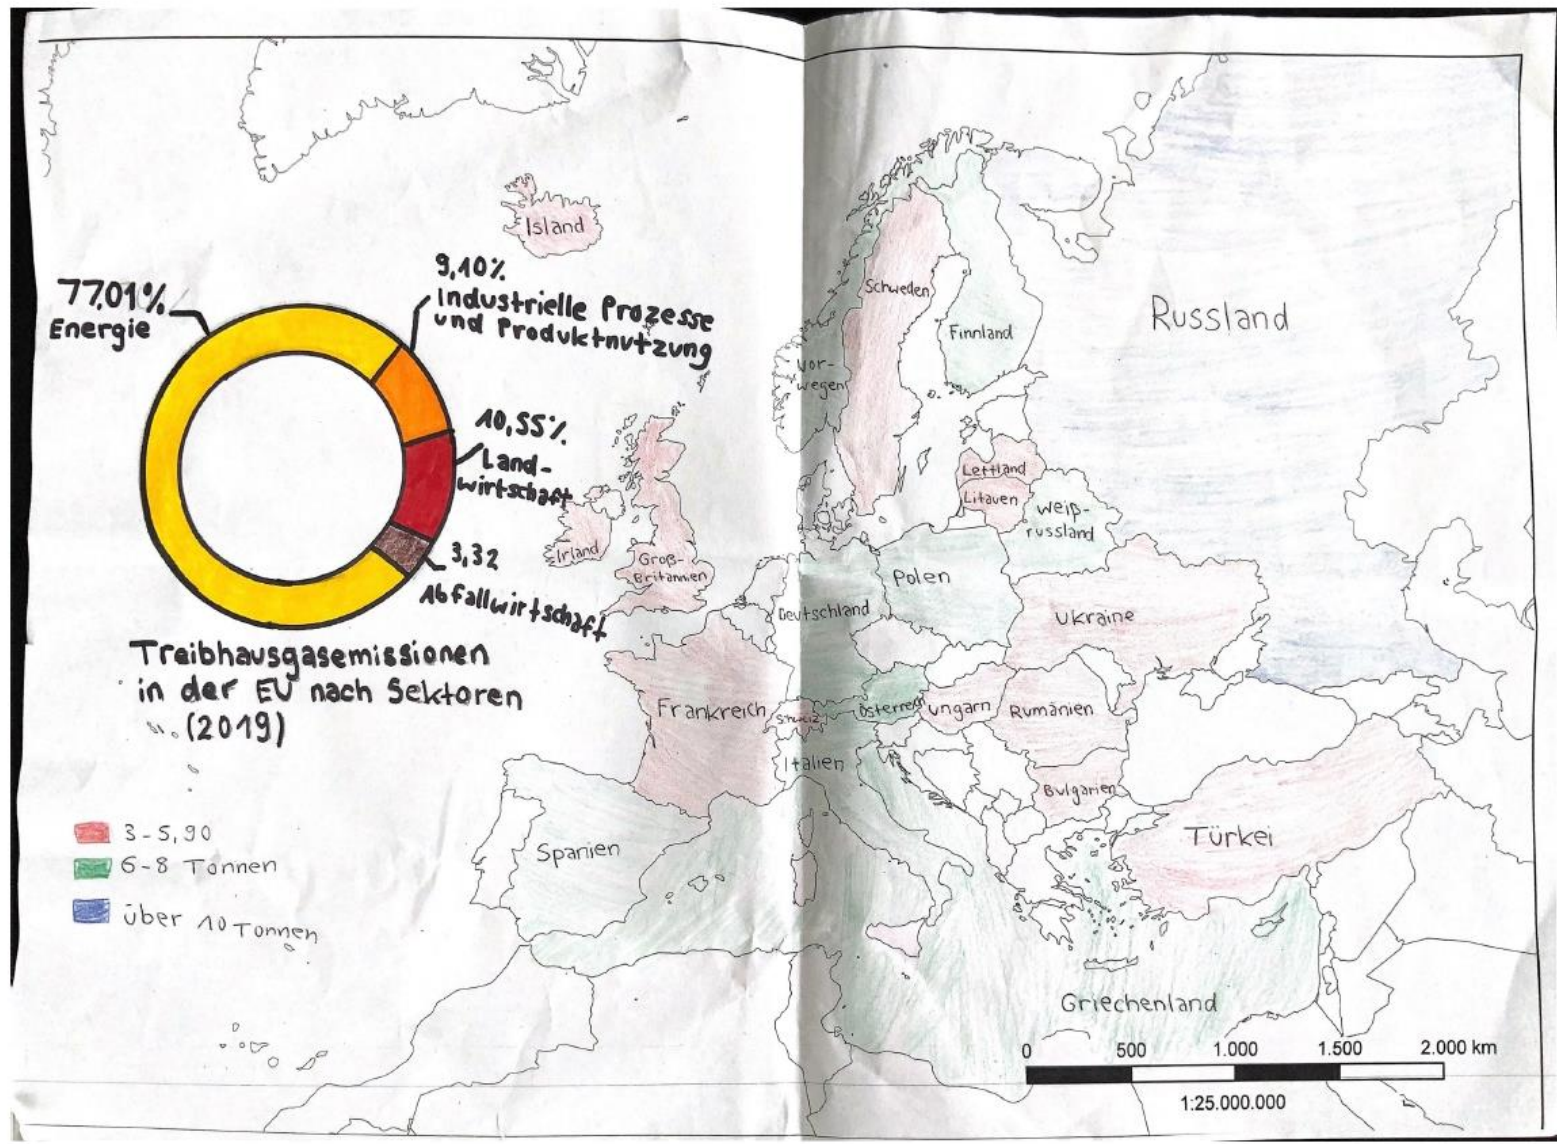 Island
77,01%
Energie
9,10%
Industrielle Prozesse
und Produktnutzung
10,55%
Land-
wirtschaft
3,32
Abfallwirtschaft
Treibhausgasemissionen
in der EU nach Sektoren
(2019)
3-5,90
6-8 Tonnen
über 10 Tonnen
Schweden
Finnland
Nor-
wegen
Russland
Lettland
Litauen
Weiß-
russland
Irland
Groß-
Britannien
Polen
Deutschland
Ukraine
Frankreich
Schweiz
Österreich
Ungarn
Rumänien
Italien
Bulgarien
Spanien
Türkei
Griechenland
0 500 1.000 1.500 2.000 km
1:25.000.000